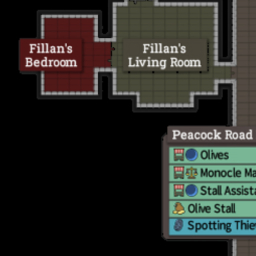 Fillan's
Bedroom
Fillan's
Living Room
Peacock Road
Olives
Monocle Ma
Stall Assista
Olive Stall
Spotting Thie